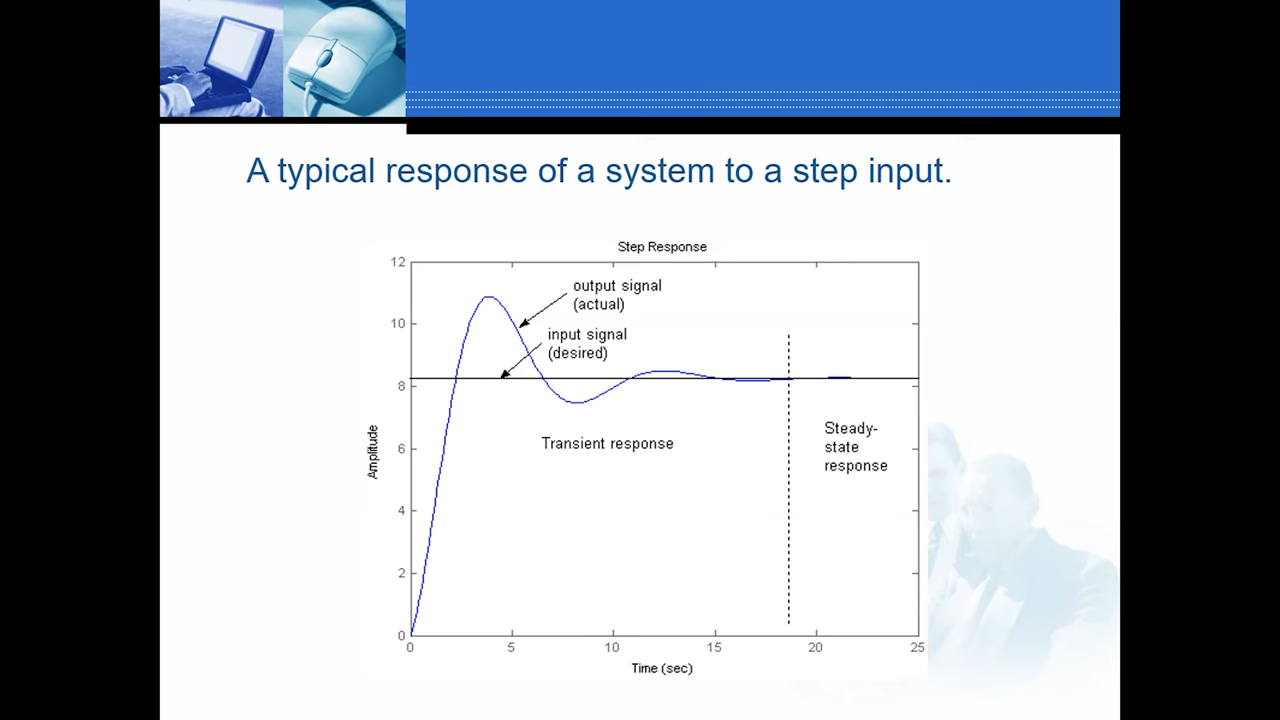 A typical response of a system to a step input.
Step Response
12
10
8
6
4
2
0
Amplitude
output signal
(actual)
input signal
(desired)
Transient response
Steady-
state
response
0 5 10 15 20 25
Time (sec)